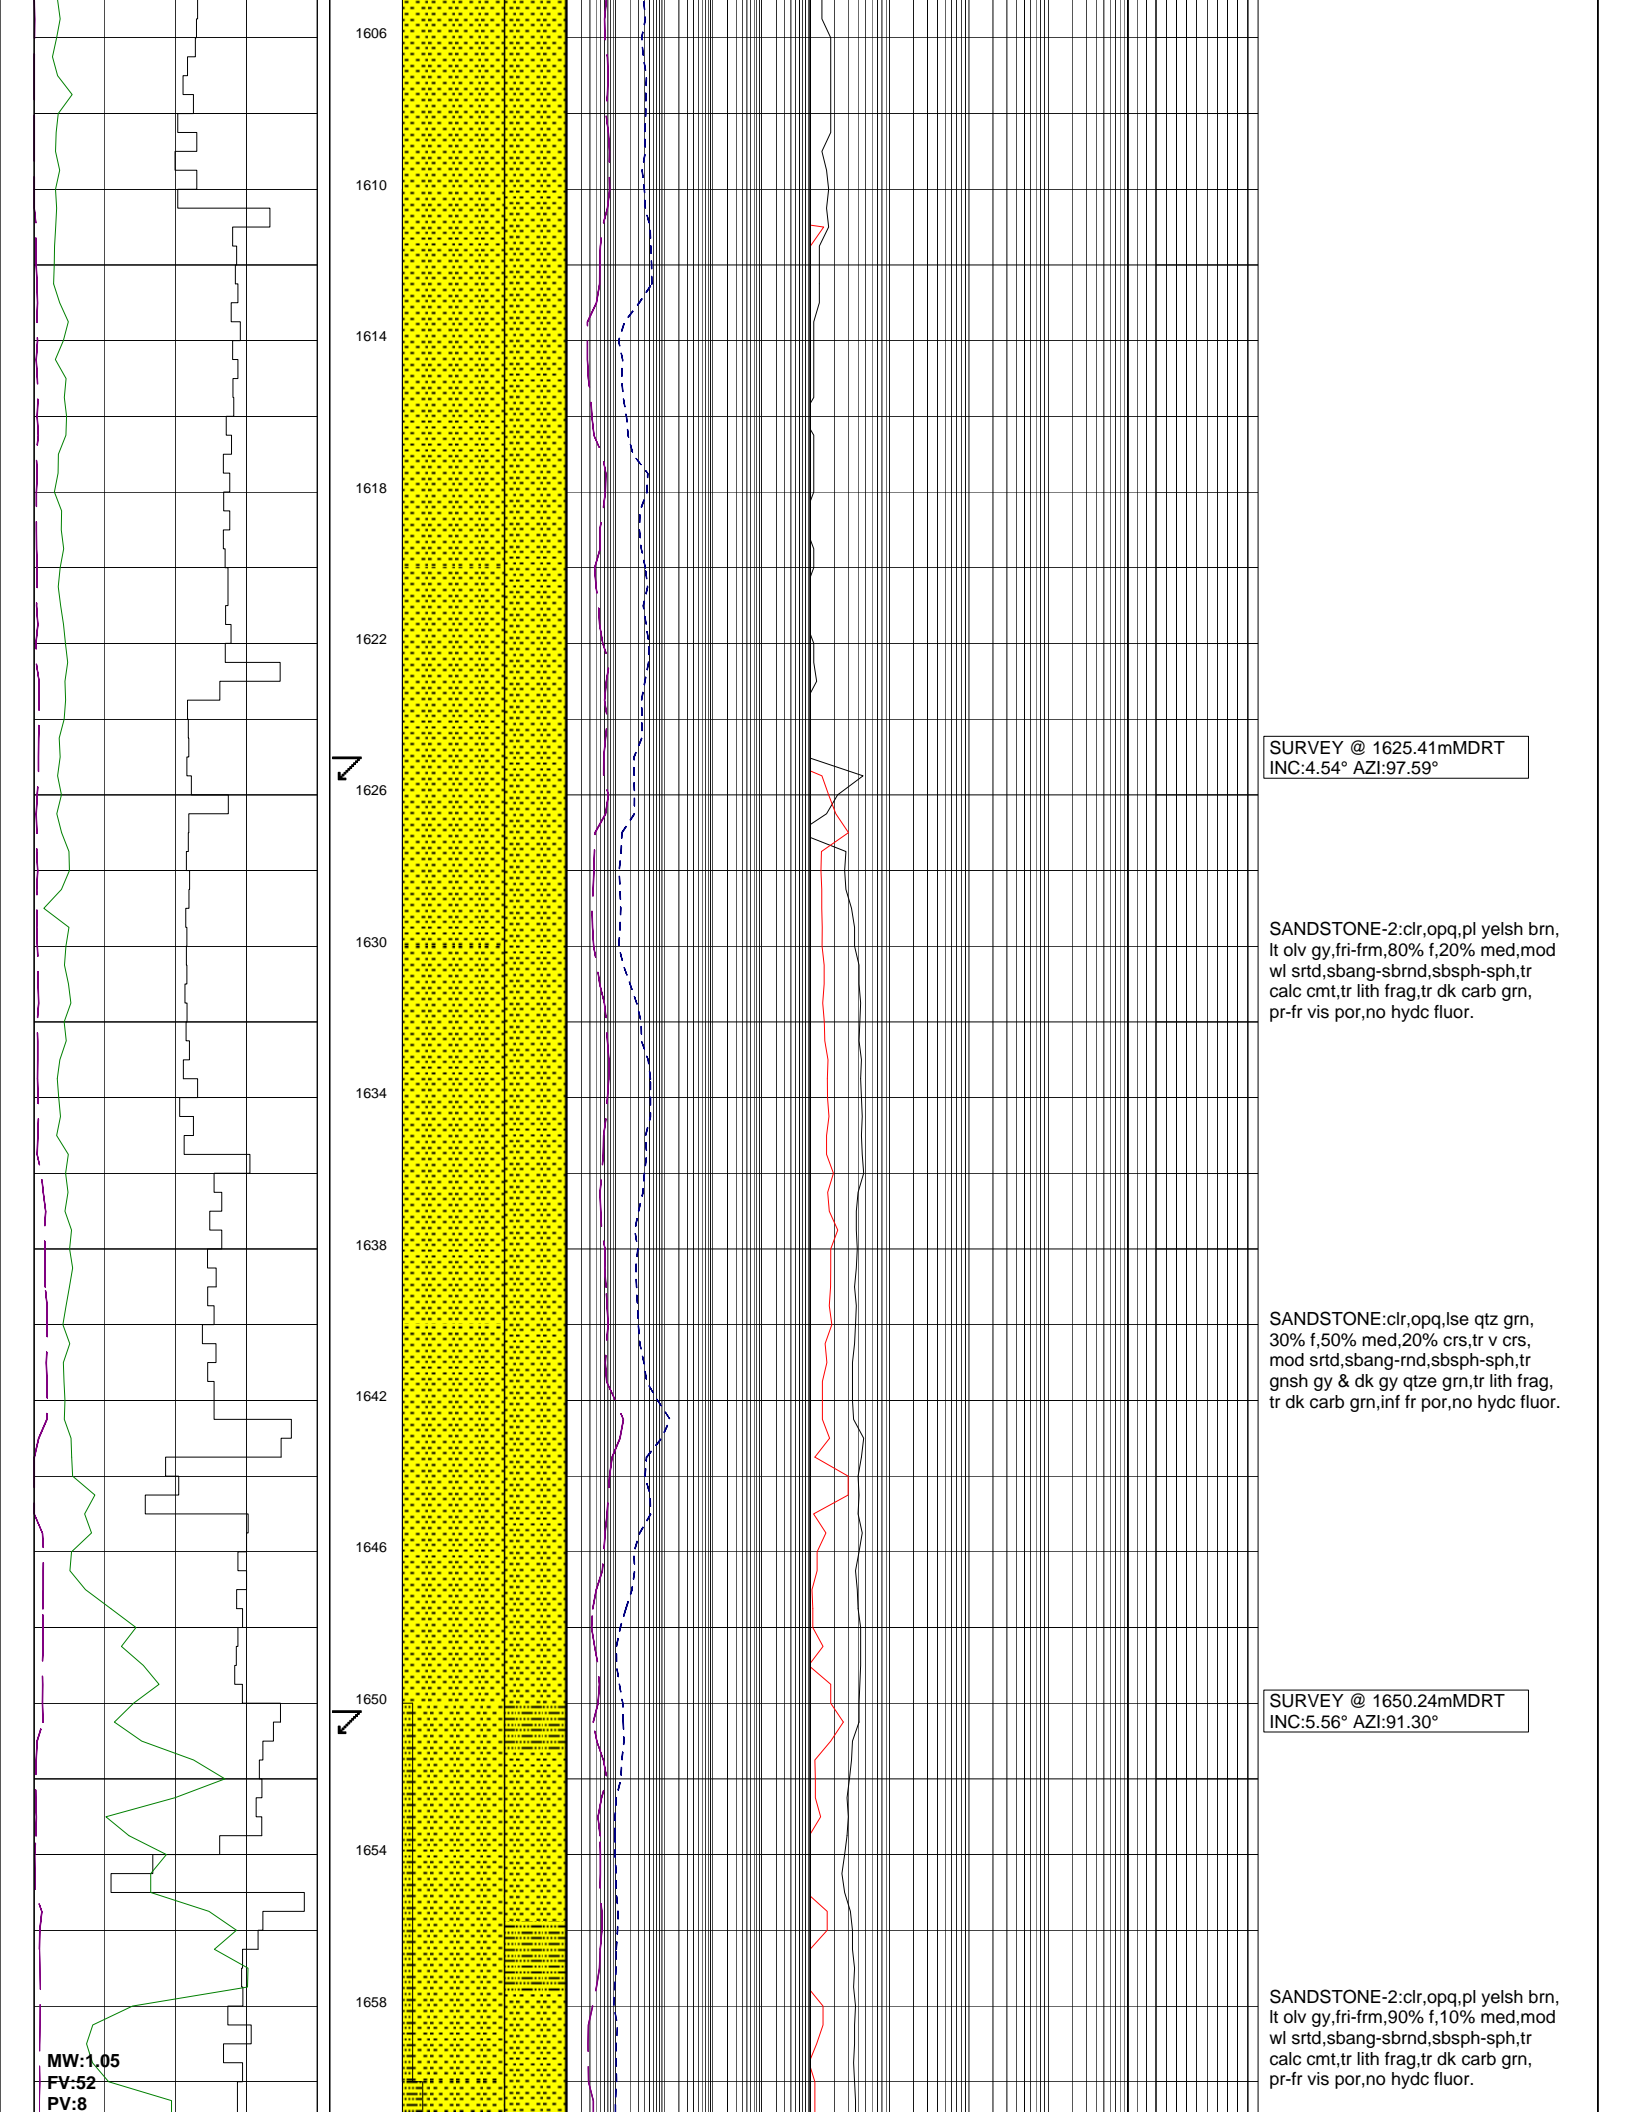 1606
1610
1614
1618
1622
SURVEY @ 1625.41mMDRT
INC:4.54° AZI:97.59°
1626
SANDSTONE-2:clr,opq,pl yelsh brn,
lt olv gy,fri-frm,80% f,20% med,mod
wl srtd,sbang-sbrnd,sbsph-sph,tr
calc cmt,tr lith frag,tr dk carb grn,
pr-fr vis por,no hydc fluor.
1630
1634
1638
SANDSTONE:clr,opq,lse qtz grn,
30% f,50% med,20% crs,tr v crs,
mod srtd,sbang-rnd,sbsph-sph,tr
gnsh gy & dk gy qtze grn,tr lith frag,
tr dk carb grn,inf fr por,no hydc fluor.
1642
1646
1650
SURVEY @ 1650.24mMDRT
INC:5.56° AZI:91.30°
1654
1658
SANDSTONE-2:clr,opq,pl yelsh brn,
lt olv gy,fri-frm,90% f,10% med,mod
wl srtd,sbang-sbrnd,sbsph-sph,tr
calc cmt,tr lith frag,tr dk carb grn,
pr-fr vis por,no hydc fluor.
MW:1.05
FV:52
PV:8